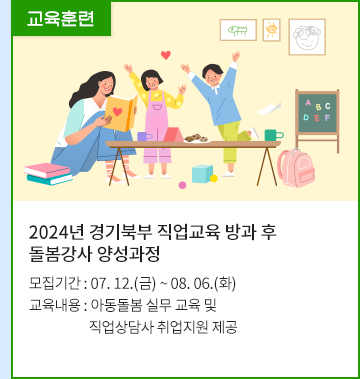 교육훈련
A B C
D E F
2024년 경기북부 직업교육 방과 후
돌봄강사 양성과정
모집기간 : 07. 12.(금) ~ 08. 06.(화)
교육내용 : 아동돌봄 실무 교육 및
직업상담사 취업지원 제공